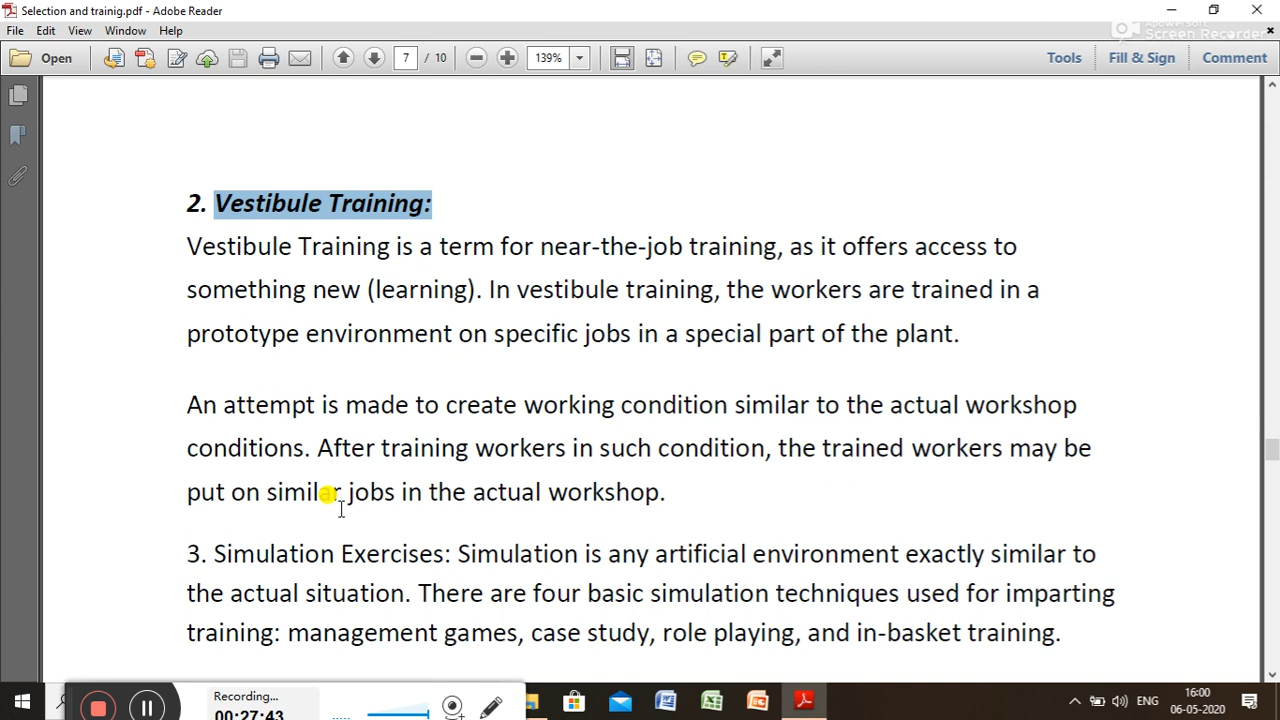 Selection and trainig.pdf - Adobe Reader
Apowersoft
Screen Recorder
File Edit View Window Help
Open 7 / 10 139% Tools Fill & Sign Comment
2. Vestibule Training:
Vestibule Training is a term for near-the-job training, as it offers access to
something new (learning). In vestibule training, the workers are trained in a
prototype environment on specific jobs in a special part of the plant.
An attempt is made to create working condition similar to the actual workshop
conditions. After training workers in such condition, the trained workers may be
put on similar jobs in the actual workshop.
3. Simulation Exercises: Simulation is any artificial environment exactly similar to
the actual situation. There are four basic simulation techniques used for imparting
training: management games, case study, role playing, and in-basket training.
Recording...
00:27:43
ENG
16:00
06-05-2020